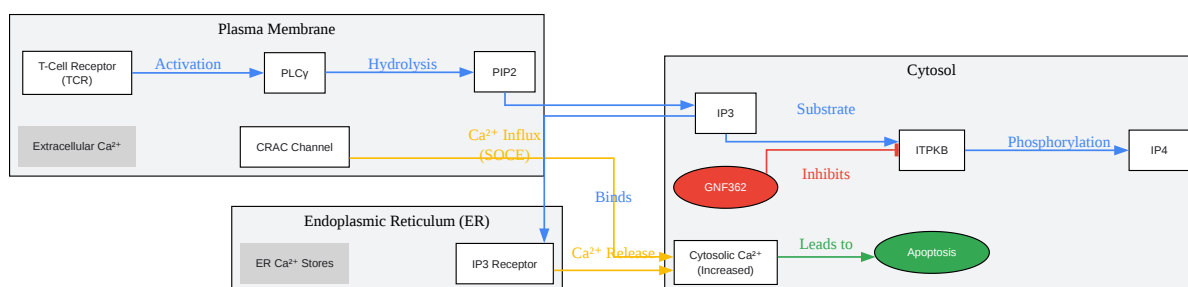 Plasma Membrane
T-Cell Receptor
(TCR)
Activation
PLCγ
Hydrolysis
PIP2
Extracellular Ca²⁺
CRAC Channel
Ca²⁺ Influx
(SOCE)
Cytosol
IP3
Substrate
ITPKB
Phosphorylation
IP4
GNF362
Inhibits
Binds
Endoplasmic Reticulum (ER)
ER Ca²⁺ Stores
IP3 Receptor
Ca²⁺ Release
Cytosolic Ca²⁺
(Increased)
Leads to
Apoptosis